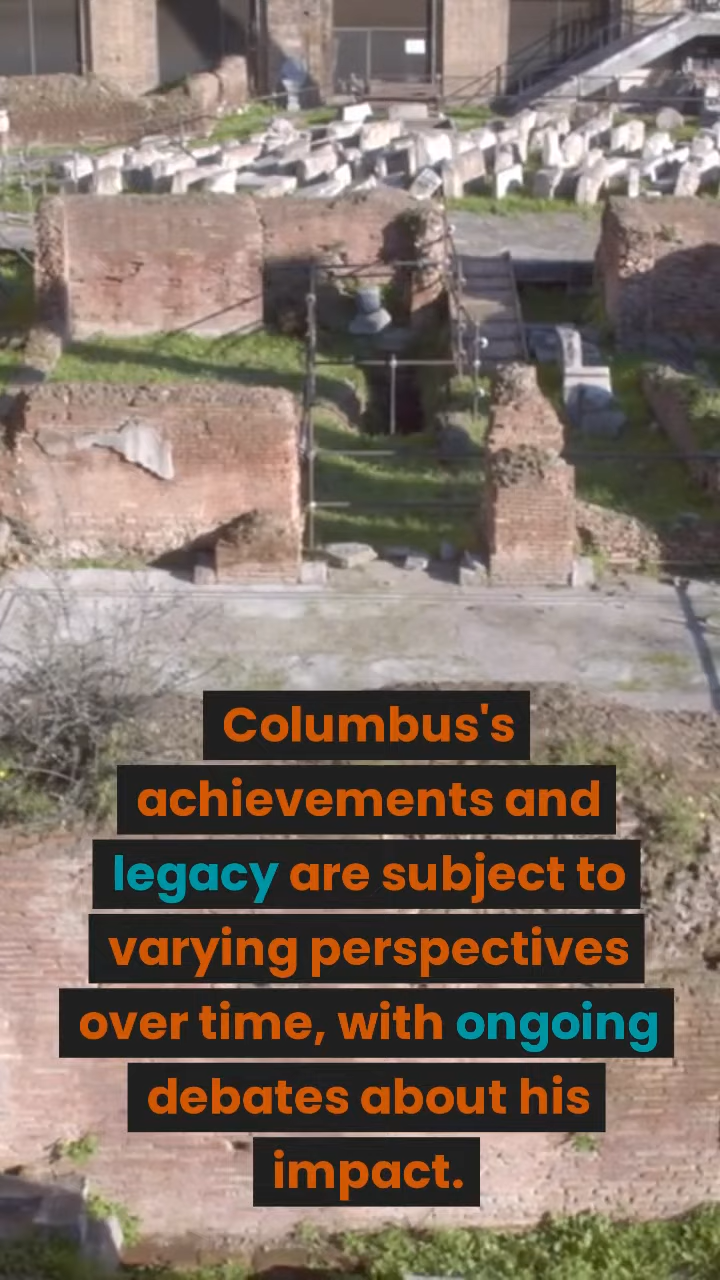 Columbus's
achievements and
legacy are subject to
varying perspectives
over time, with ongoing
debates about his
impact.